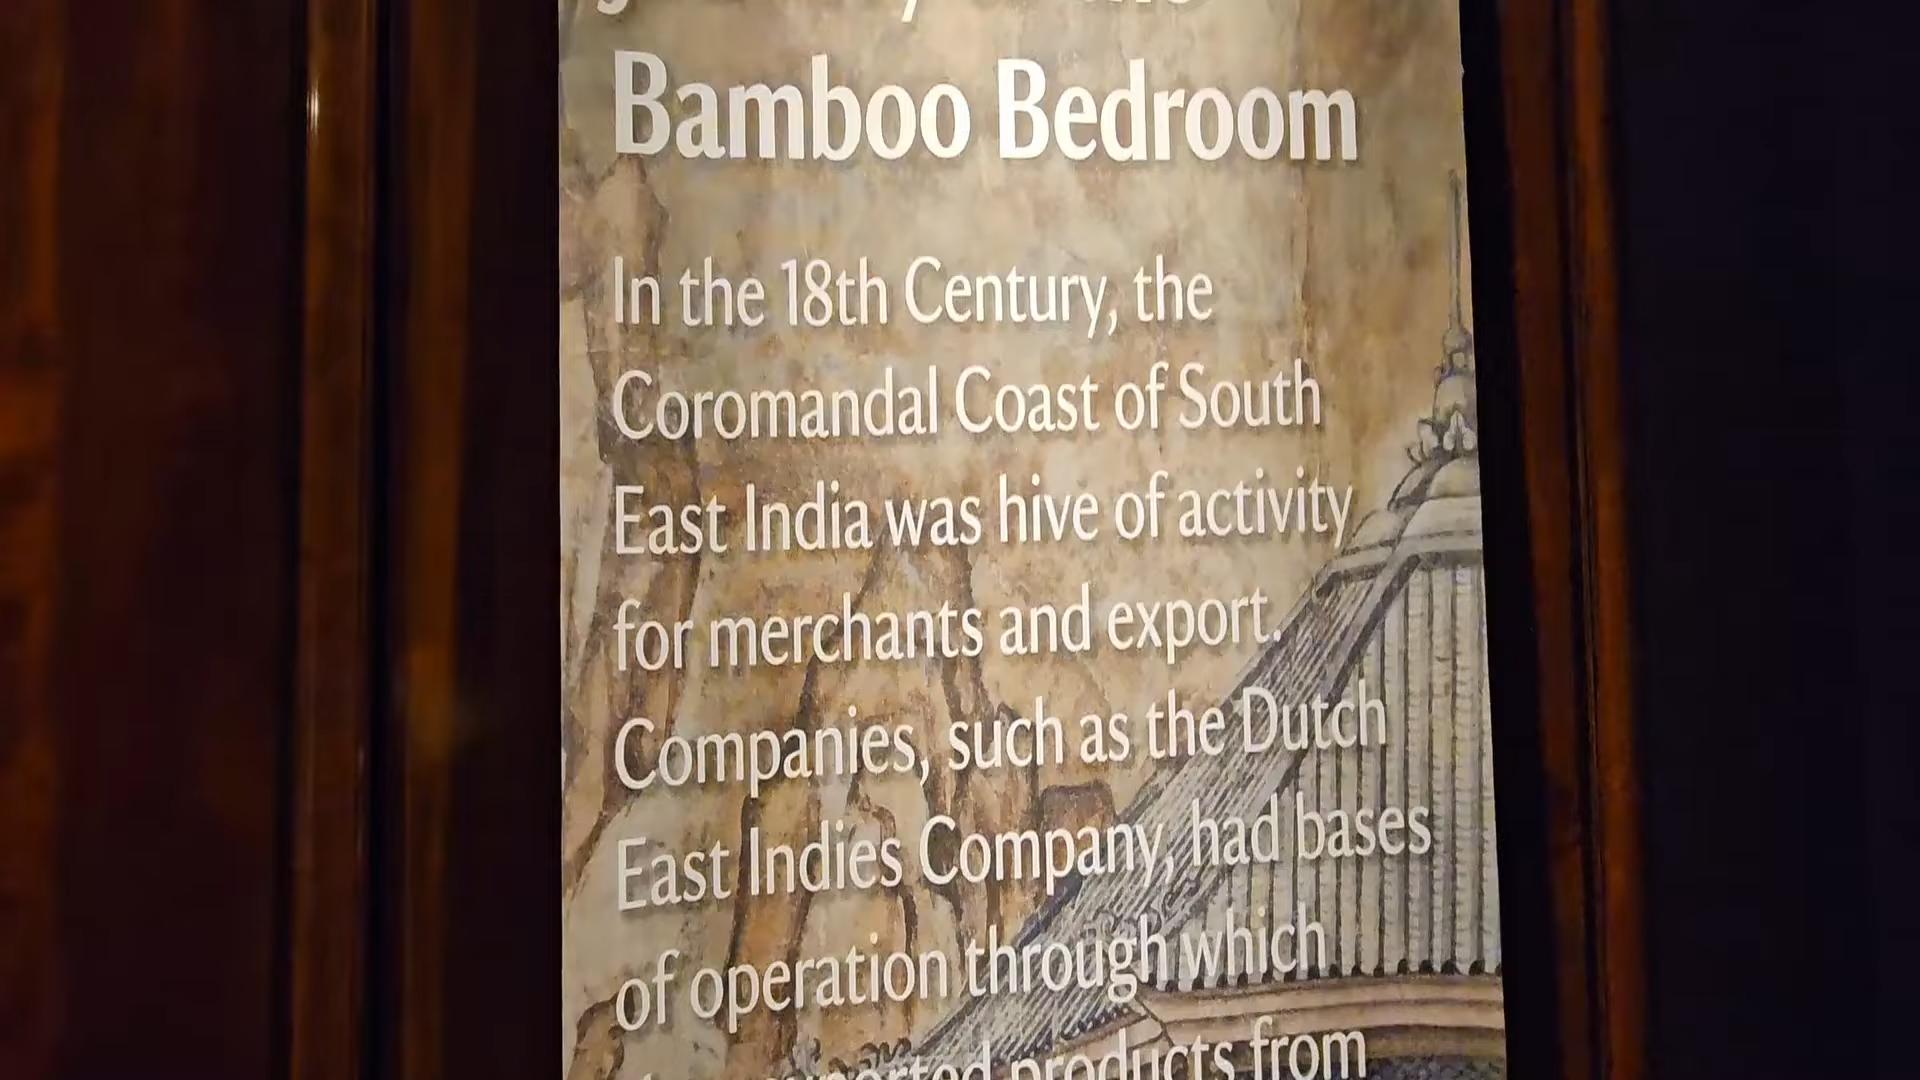 Bamboo Bedroom
In the 18th Century, the
Coromandal Coast of South
East India was hive of activity
for merchants and export.
Companies, such as the Dutch
East Indies Company, had bases
of operation through which
products from